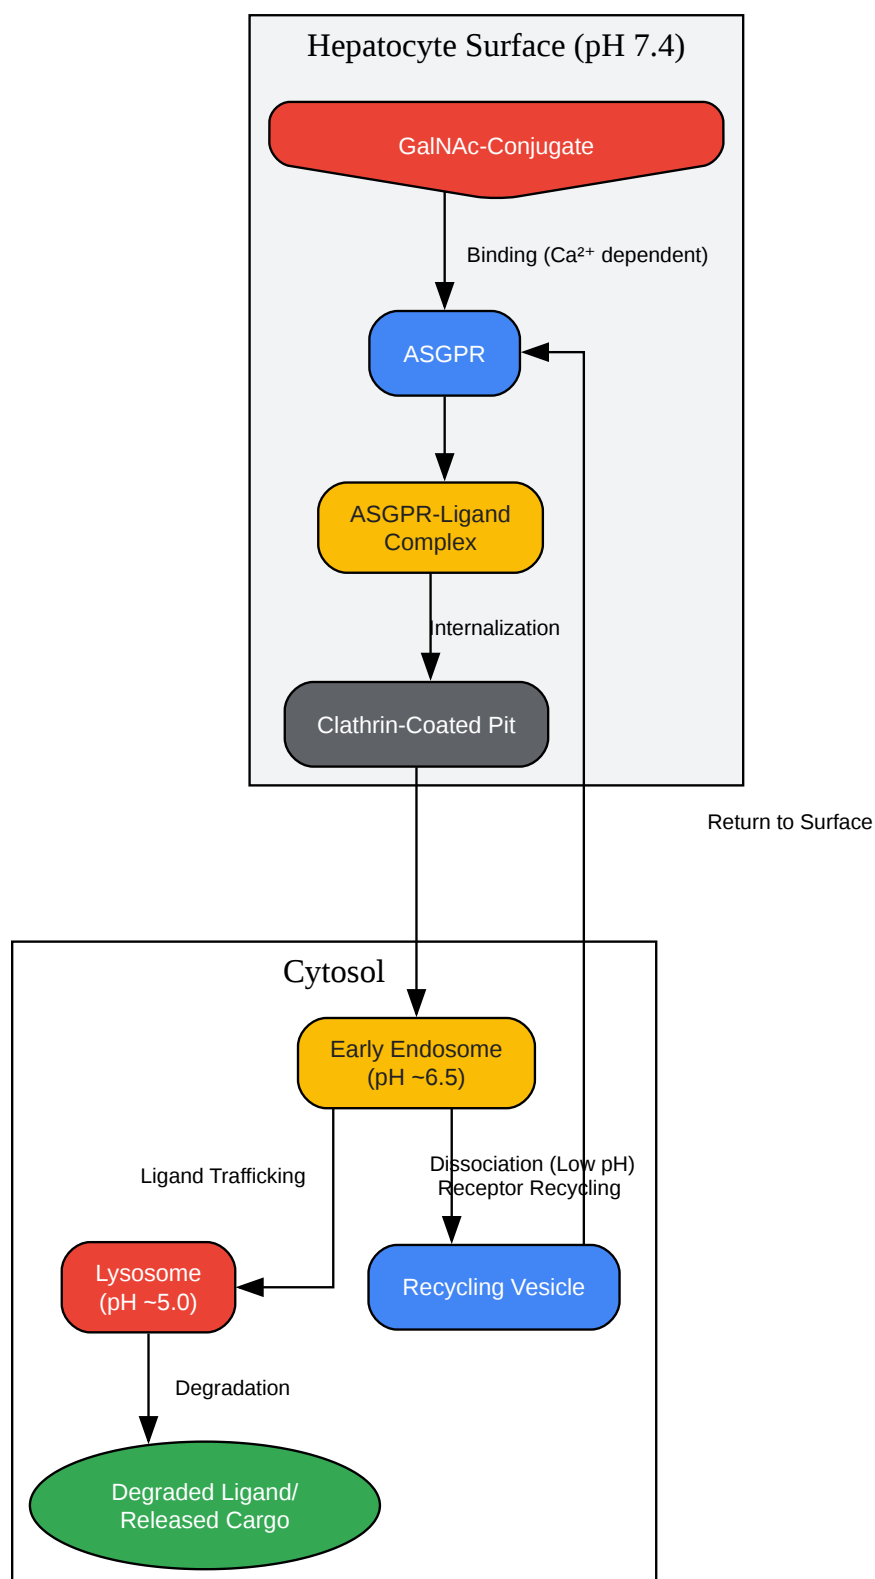 Hepatocyte Surface (pH 7.4)
GalNAc-Conjugate
Binding (Ca²⁺ dependent)
ASGPR
ASGPR-Ligand
Complex
Internalization
Clathrin-Coated Pit
Return to Surface
Cytosol
Early Endosome
(pH ~6.5)
Ligand Trafficking
Dissociation (Low pH)
Receptor Recycling
Lysosome
(pH ~5.0)
Recycling Vesicle
Degradation
Degraded Ligand/
Released Cargo